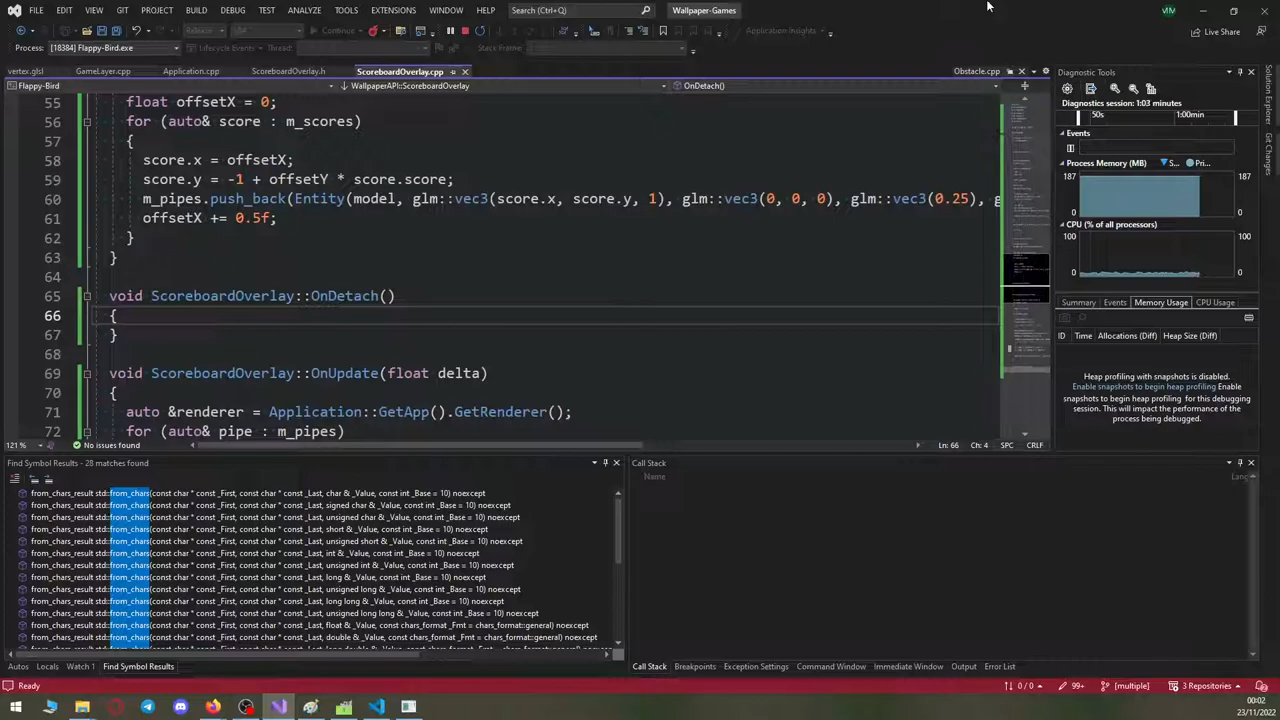 FILE EDIT VIEW GIT PROJECT BUILD DEBUG TEST ANALYZE TOOLS EXTENSIONS WINDOW HELP Search (Ctrl+Q) Wallpaper-Games VM
Release x64 Continue Application Insights Live Share
Process: [18384] Flappy-Bird.exe Lifecycle Events Thread: Stack Frame:
vertex.glsl GameLayer.cpp Application.cpp ScoreboardOverlay.h ScoreboardOverlay.cpp Obstacle.cpp
Flappy-Bird WallpaperAPI::ScoreboardOverlay OnDetach()
55 float offsetX = 0;
56 for (auto& score : m_scores)
57 {
58 score.x = offsetX;
59 score.y = -1 + offsetY * score.score;
60 m_pipes.push_back(Entity(model, glm::vec3(score.x, score.y, 1), glm::vec3(0, 0, 0), glm::vec3(0.25), g
61 offsetX += 0.5f;
62 }
63 }
64
65 void ScoreboardOverlay::OnDetach()
66 {
67 }
68
69 void ScoreboardOverlay::OnUpdate(float delta)
70 {
71 auto &renderer = Application::GetApp().GetRenderer();
72 for (auto& pipe : m_pipes)
121 % No issues found Ln: 66 Ch: 4 SPC CRLF
Diagnostic Tools
Diagnostics session: 1:03 minutes
50s 1:00min
Events
Process Memory (MB) S... Pri...
187 187
0 0
CPU (% of all processors)
100 100
0 0
Summary Events Memory Usage CPU Usage
ID Time Allocations (Diff) Heap Size (Diff)
Heap profiling with snapshots is disabled.
Enable snapshots to begin heap profiling Enable
snapshots to begin heap profiling for this debugging
session. This will impact the performance of the
process being debugged.
Solution Explorer
Git Changes
Find Symbol Results - 28 matches found
from_chars_result std::from_chars(const char * const _First, const char * const _Last, char & _Value, const int _Base = 10) noexcept
from_chars_result std::from_chars(const char * const _First, const char * const _Last, signed char & _Value, const int _Base = 10) noexcept
from_chars_result std::from_chars(const char * const _First, const char * const _Last, unsigned char & _Value, const int _Base = 10) noexcept
from_chars_result std::from_chars(const char * const _First, const char * const _Last, short & _Value, const int _Base = 10) noexcept
from_chars_result std::from_chars(const char * const _First, const char * const _Last, unsigned short & _Value, const int _Base = 10) noexcept
from_chars_result std::from_chars(const char * const _First, const char * const _Last, int & _Value, const int _Base = 10) noexcept
from_chars_result std::from_chars(const char * const _First, const char * const _Last, unsigned int & _Value, const int _Base = 10) noexcept
from_chars_result std::from_chars(const char * const _First, const char * const _Last, long & _Value, const int _Base = 10) noexcept
from_chars_result std::from_chars(const char * const _First, const char * const _Last, unsigned long & _Value, const int _Base = 10) noexcept
from_chars_result std::from_chars(const char * const _First, const char * const _Last, long long & _Value, const int _Base = 10) noexcept
from_chars_result std::from_chars(const char * const _First, const char * const _Last, unsigned long long & _Value, const int _Base = 10) noexcept
from_chars_result std::from_chars(const char * const _First, const char * const _Last, float & _Value, const chars_format _Fmt = chars_format::general) noexcept
from_chars_result std::from_chars(const char * const _First, const char * const _Last, double & _Value, const chars_format _Fmt = chars_format::general) noexcept
Autos Locals Watch 1 Find Symbol Results
Call Stack
Name Lang
Call Stack Breakpoints Exception Settings Command Window Immediate Window Output Error List
Ready 0 / 0 99+ [multiple] 3 Repositories 2
00:02
23/11/2022